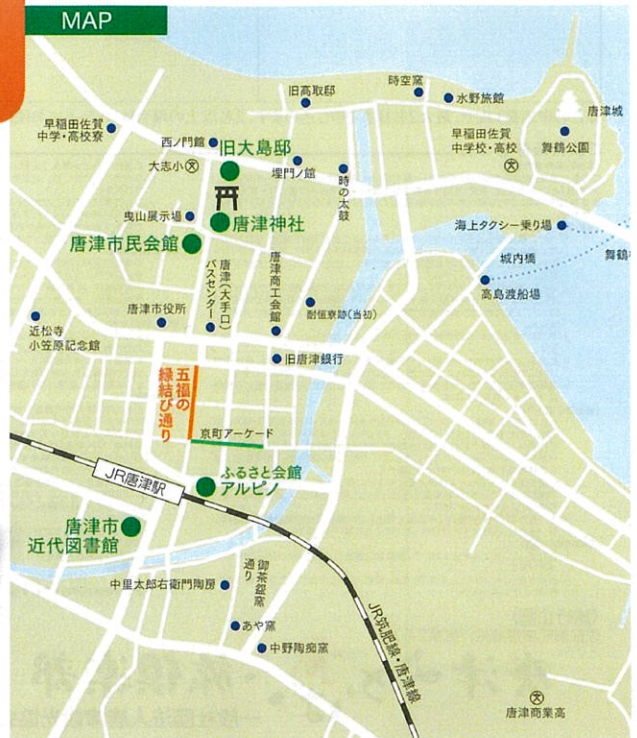 MAP
旧高取邸
時空窯
水野旅館
唐津城
早稲田佐賀
中学・高校寮
西ノ門館
旧大島邸
早稲田佐賀
中学校・高校
舞鶴公園
大志小
文
埋門ノ館
時の太鼓
文
曳山展示場
唐津神社
海上タクシー乗り場
唐津市民会館
城内橋
舞鶴
唐津(大手口)
バスセンター
唐津商工会館
高島渡船場
唐津市役所
耐恒寮跡(当初)
近松寺
小笠原記念館
旧唐津銀行
五福の
縁結び通り
京町アーケード
JR唐津駅
ふるさと会館
アルピノ
唐津市
近代図書館
御茶盌窯
通り
中里太郎右衛門陶房
あや窯
中野陶痴窯
JR筑肥線・唐津線
文
唐津商業高